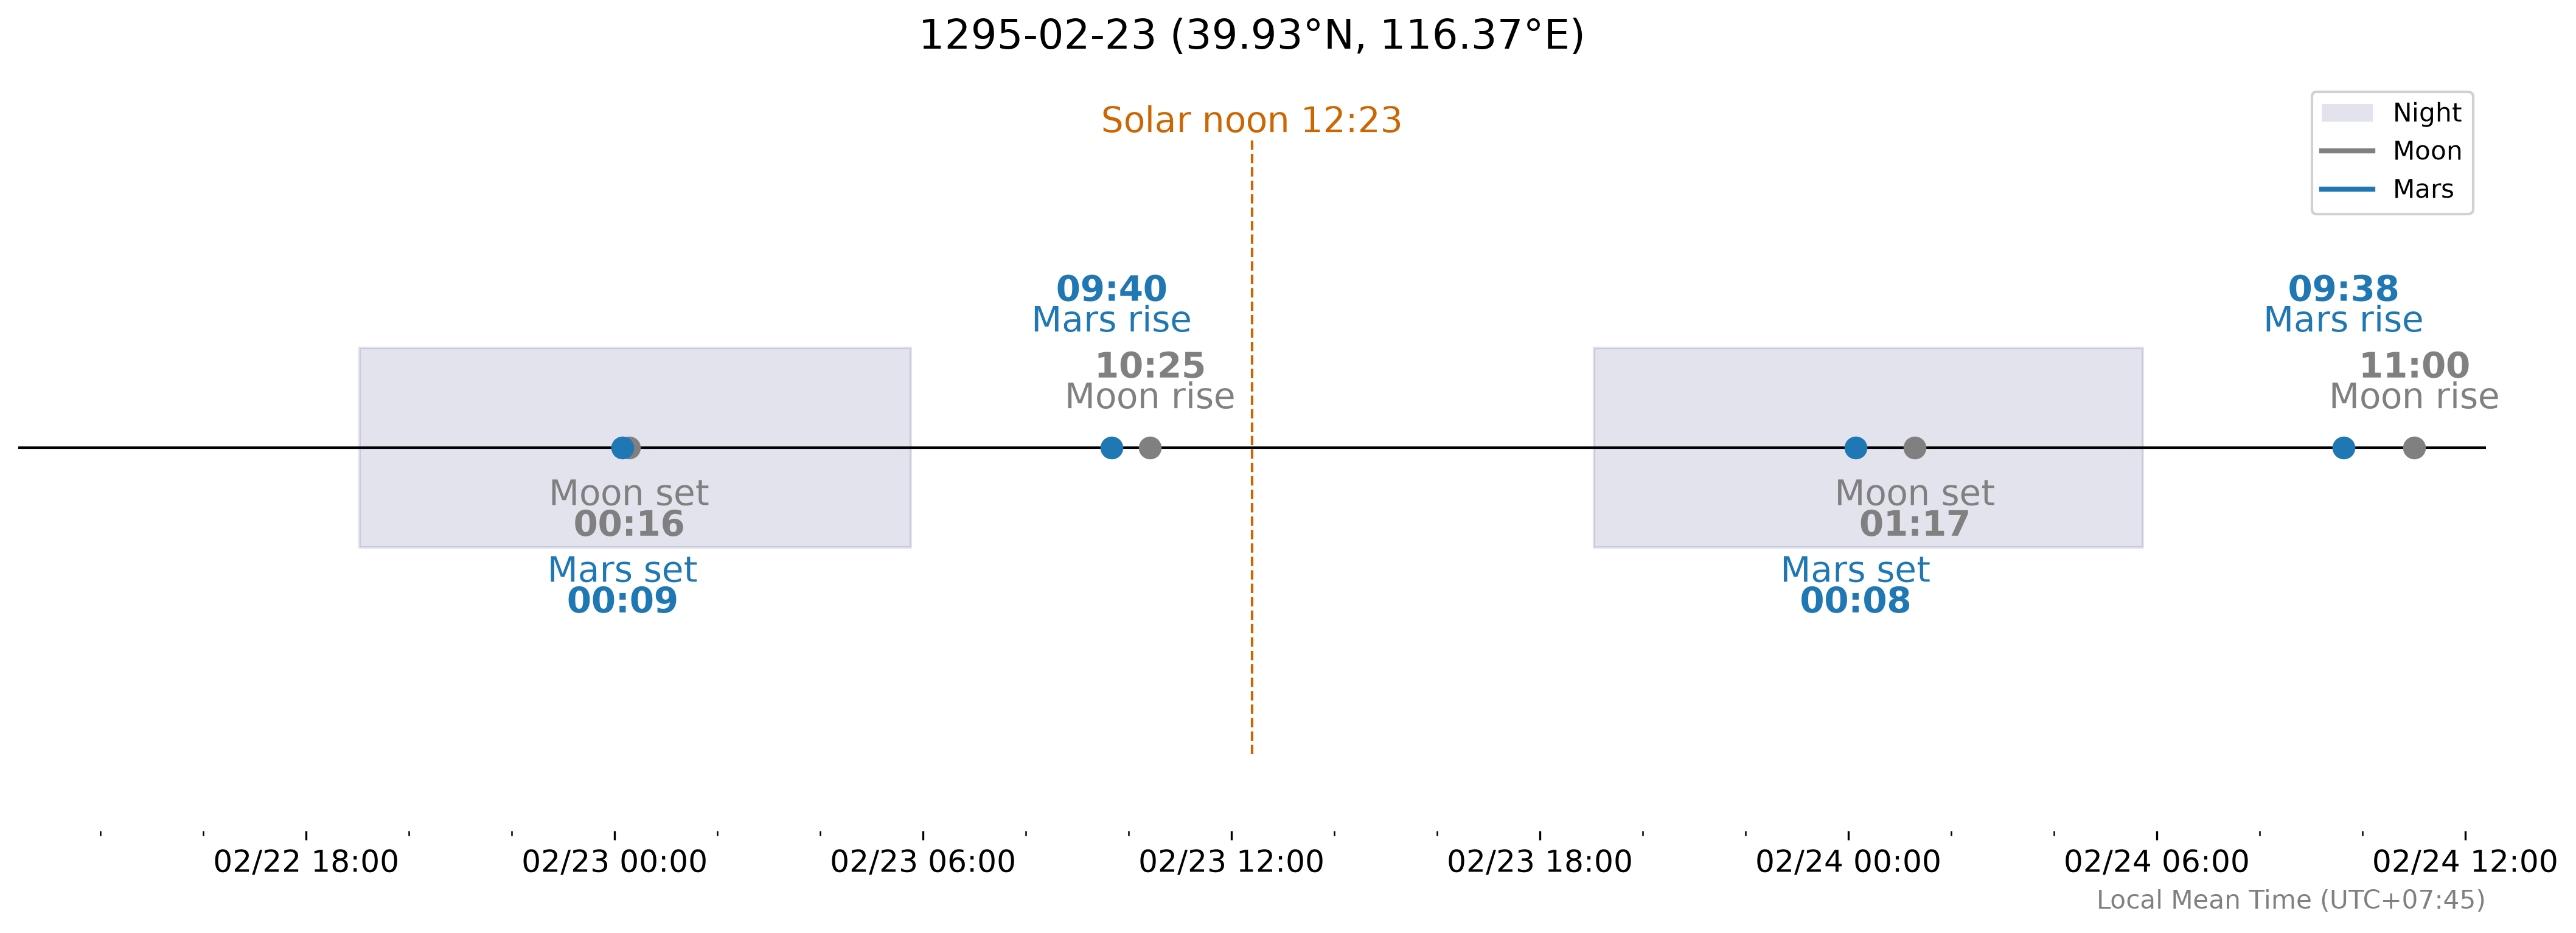 1295-02-23 (39.93°N, 116.37°E)
Solar noon 12:23
Night
Moon
Mars
09:40
Mars rise
10:25
Moon rise
09:38
Mars rise
11:00
Moon rise
Moon set
00:16
Mars set
00:09
Moon set
01:17
Mars set
00:08
02/22 18:00
02/23 00:00
02/23 06:00
02/23 12:00
02/23 18:00
02/24 00:00
02/24 06:00
02/24 12:00
Local Mean Time (UTC+07:45)